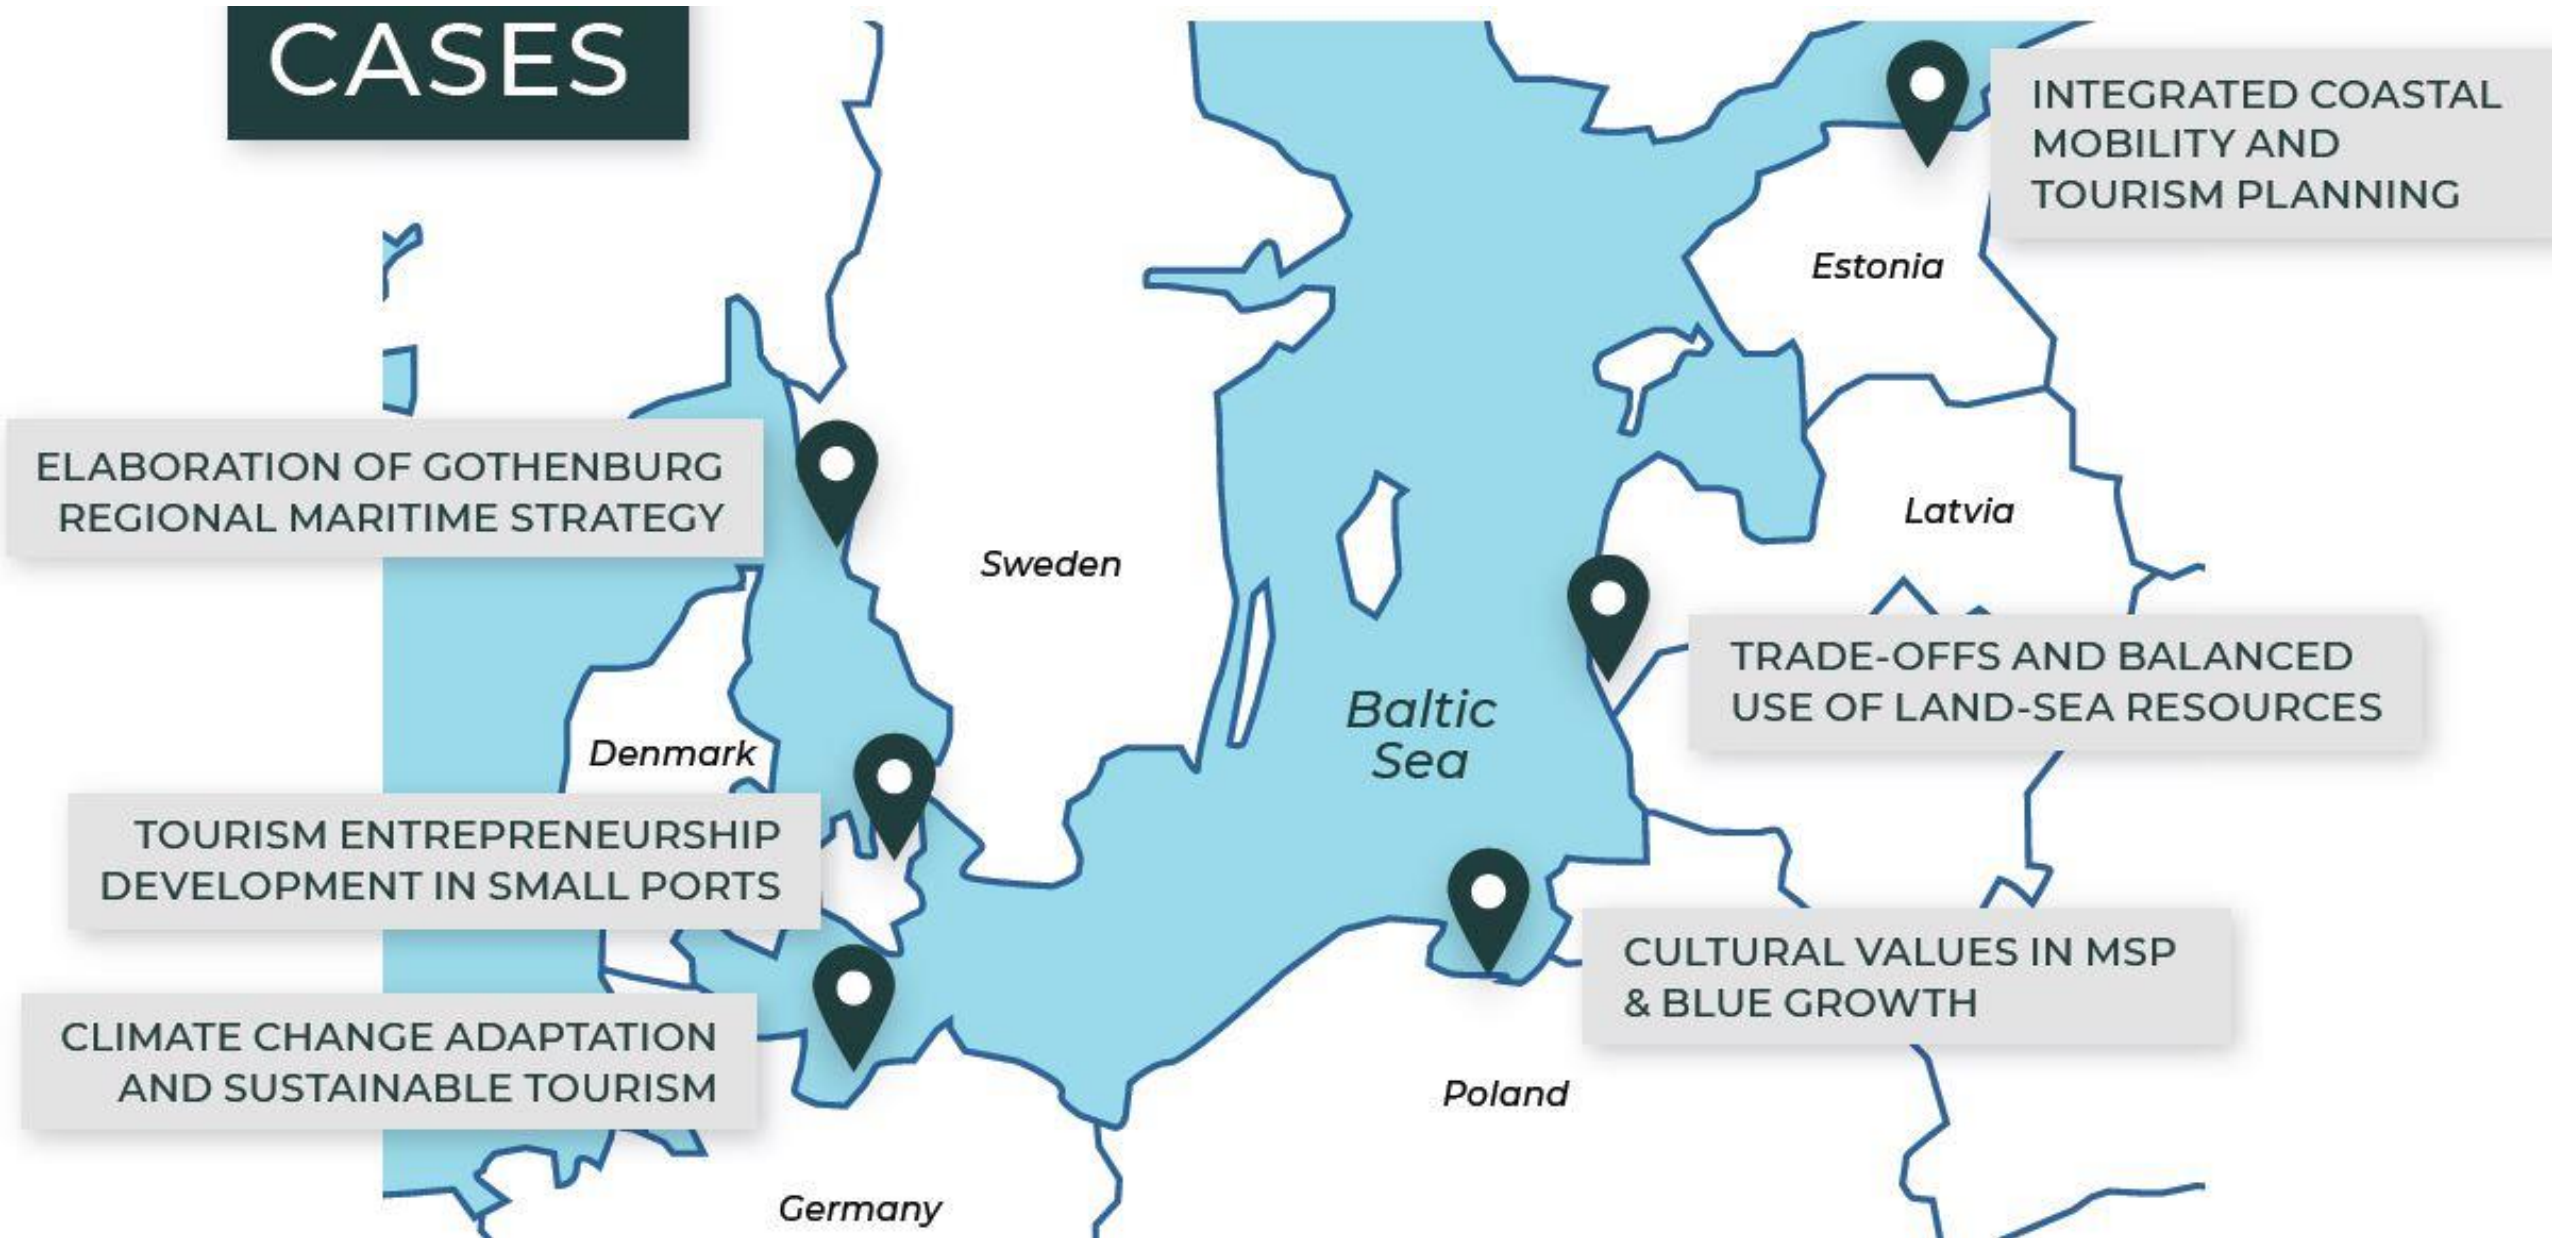 CASES
INTEGRATED COASTAL
MOBILITY AND
TOURISM PLANNING
Estonia
ELABORATION OF GOTHENBURG
REGIONAL MARITIME STRATEGY
Latvia
Sweden
TRADE-OFFS AND BALANCED
USE OF LAND-SEA RESOURCES
Baltic
Sea
Denmark
TOURISM ENTREPRENEURSHIP
DEVELOPMENT IN SMALL PORTS
CULTURAL VALUES IN MSP
& BLUE GROWTH
CLIMATE CHANGE ADAPTATION
AND SUSTAINABLE TOURISM
Poland
Germany